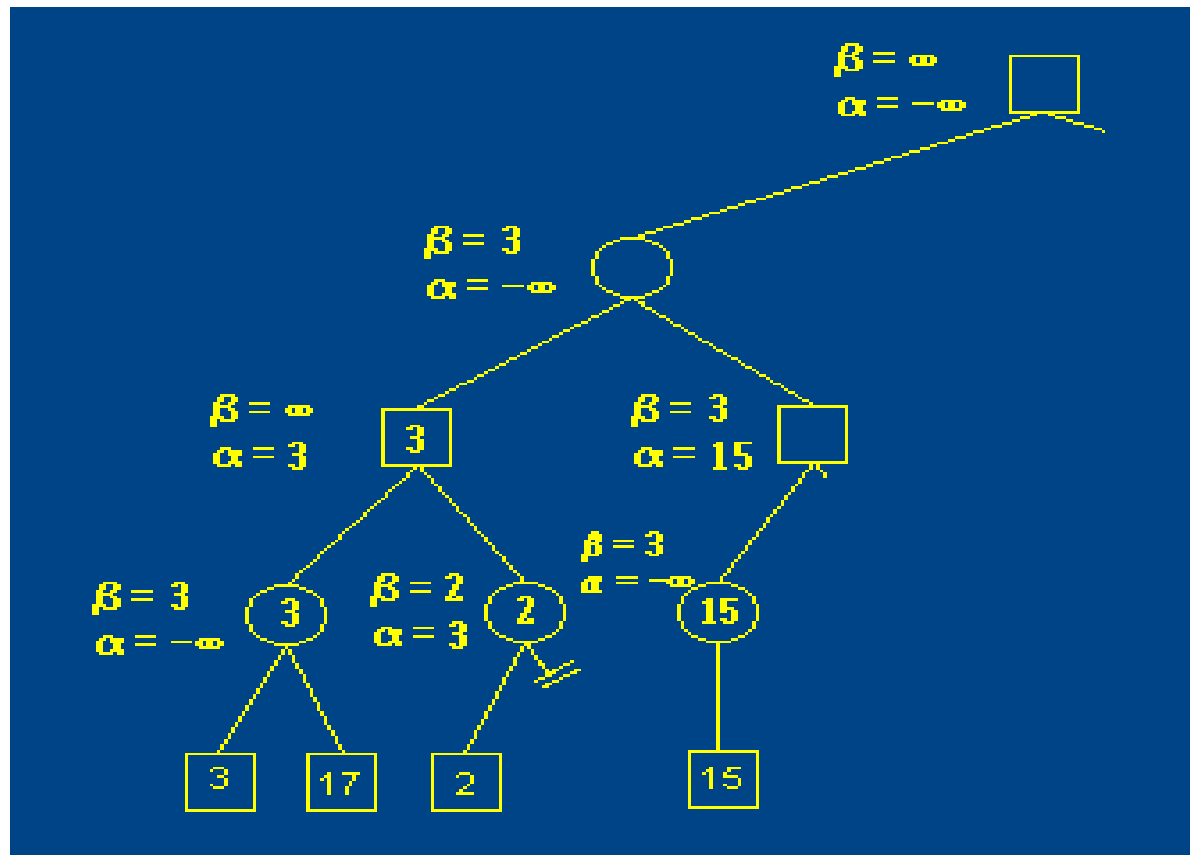 β = ∞
α = −∞
β = 3
α = −∞
β = ∞
α = 3
3
β = 3
α = 15
β = 3
α = −∞
3
β = 2
α = 3
2
β = 3
α = −∞
15
3
17
2
15